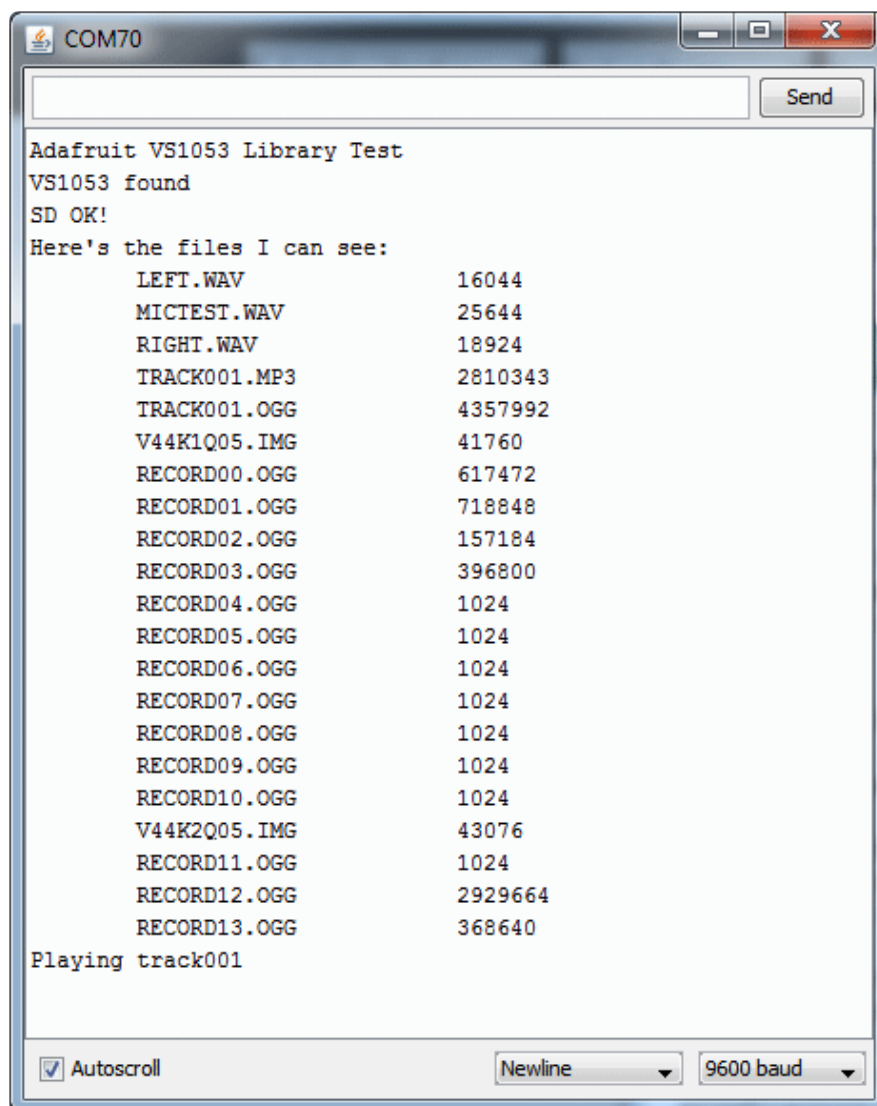 COM70
Send
Adafruit VS1053 Library Test
VS1053 found
SD OK!
Here's the files I can see:
LEFT.WAV 16044
MICTEST.WAV 25644
RIGHT.WAV 18924
TRACK001.MP3 2810343
TRACK001.OGG 4357992
V44K1Q05.IMG 41760
RECORD00.OGG 617472
RECORD01.OGG 718848
RECORD02.OGG 157184
RECORD03.OGG 396800
RECORD04.OGG 1024
RECORD05.OGG 1024
RECORD06.OGG 1024
RECORD07.OGG 1024
RECORD08.OGG 1024
RECORD09.OGG 1024
RECORD10.OGG 1024
V44K2Q05.IMG 43076
RECORD11.OGG 1024
RECORD12.OGG 2929664
RECORD13.OGG 368640
Playing track001
Autoscroll Newline 9600 baud